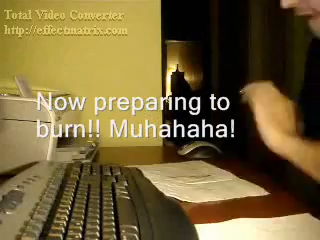 Total Video Converter
http://effectmatrix.com
Now preparing to
burn!! Muhahaha!